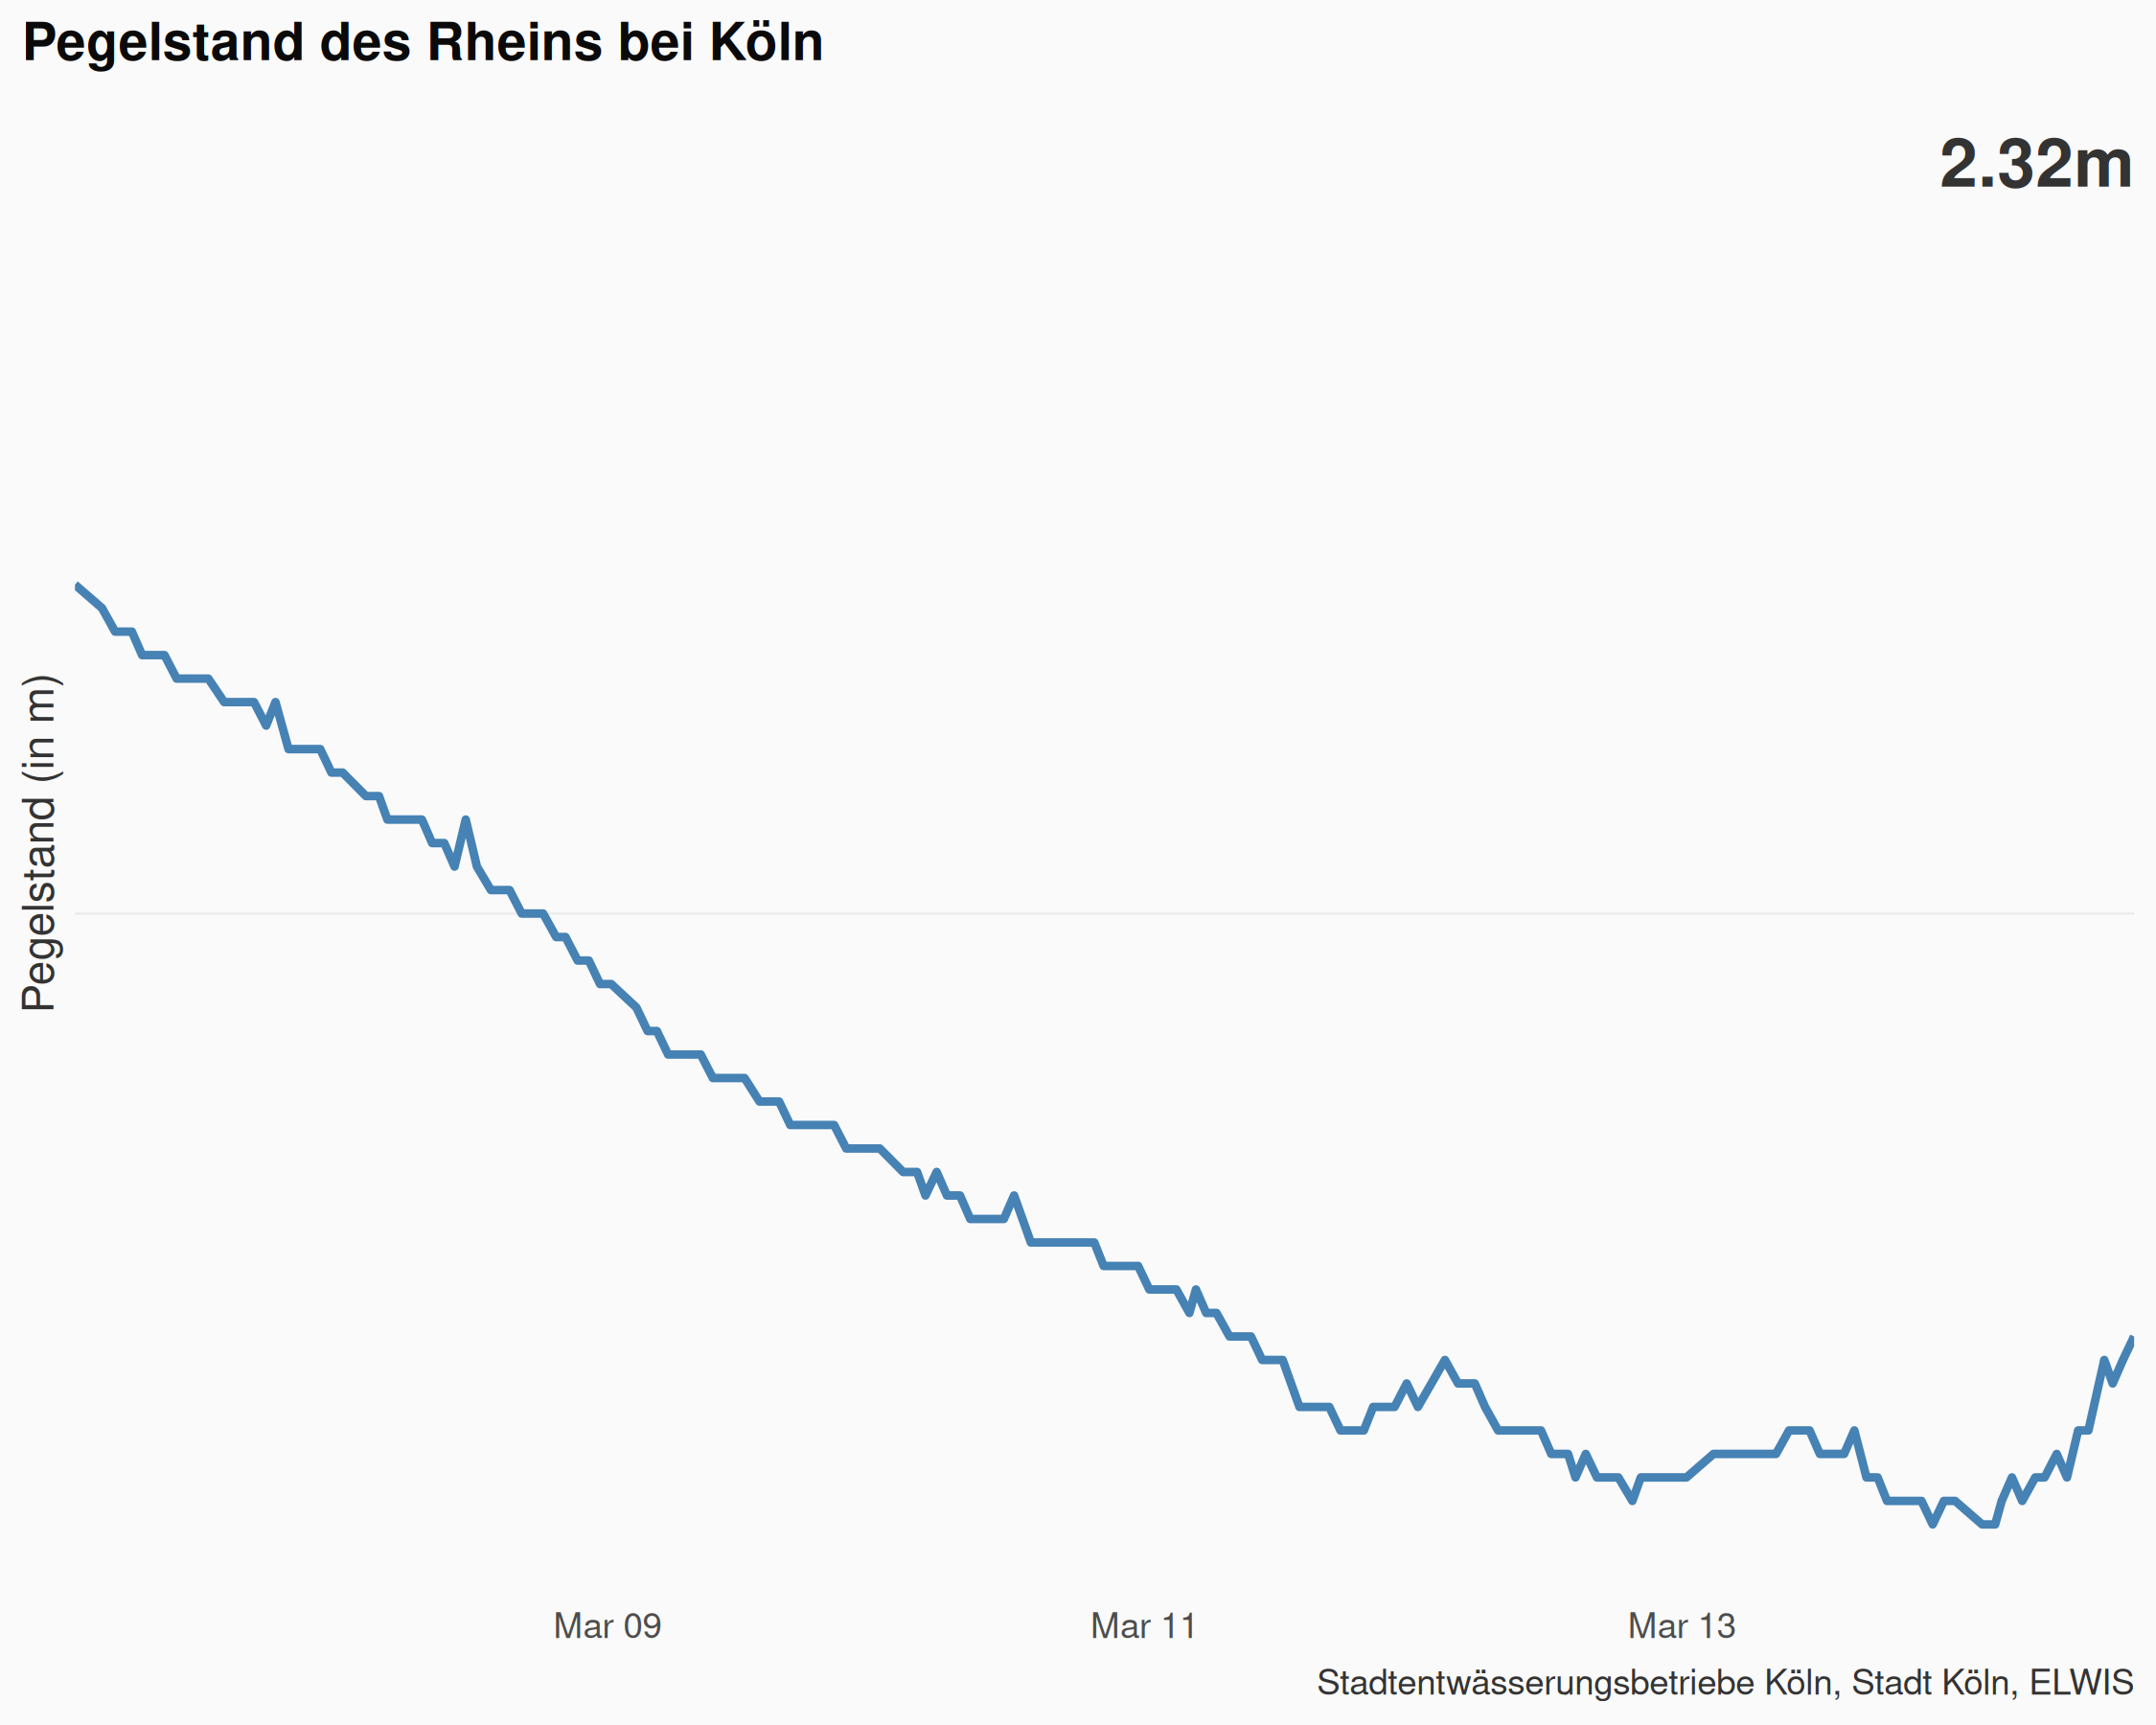 Pegelstand des Rheins bei Köln
2.32m
Pegelstand (in m)
Mar 09
Mar 11
Mar 13
Stadtentwässerungsbetriebe Köln, Stadt Köln, ELWIS